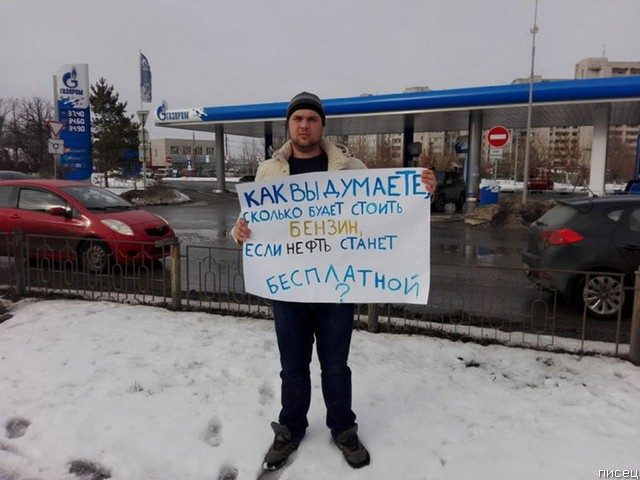 ГАЗПРОМ
ГАЗПРОМ
КАК ВЫ ДУМАЕТЕ,
СКОЛЬКО БУДЕТ СТОИТЬ
БЕНЗИН,
ЕСЛИ НЕФТЬ СТАНЕТ
БЕСПЛАТНОЙ
?
писец